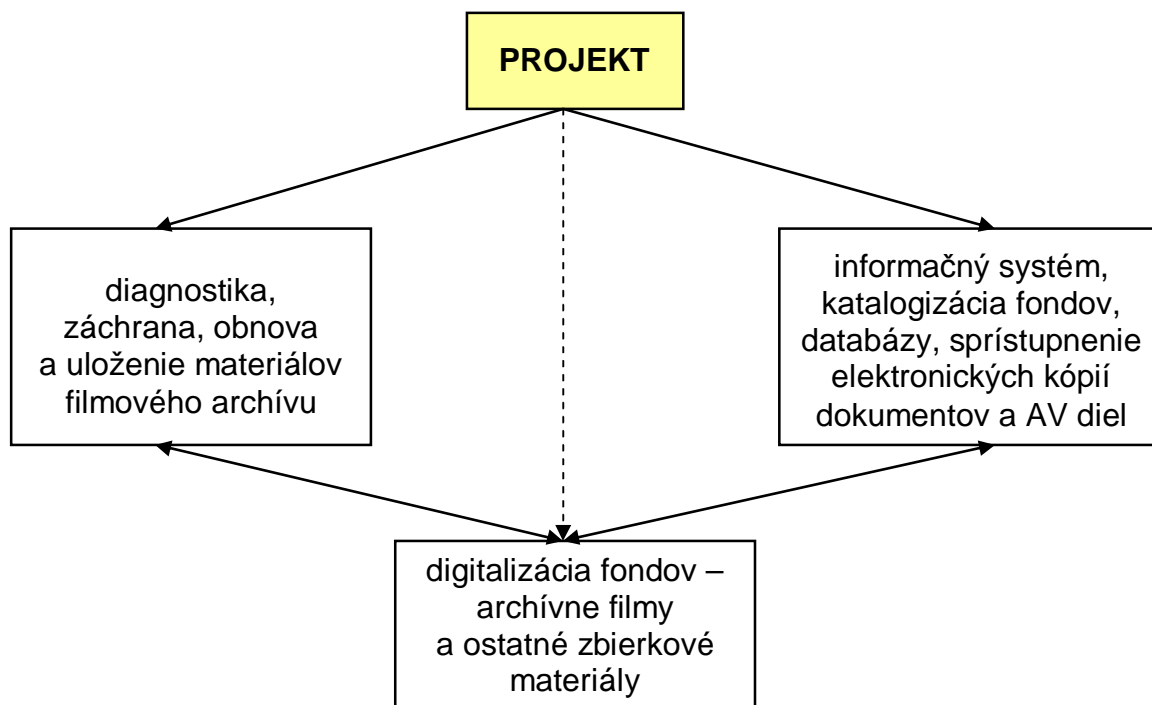 PROJEKT
diagnostika,
záchrana, obnova
a uloženie materiálov
filmového archívu
informačný systém,
katalogizácia fondov,
databázy, sprístupnenie
elektronických kópií
dokumentov a AV diel
digitalizácia fondov –
archívne filmy
a ostatné zbierkové
materiály